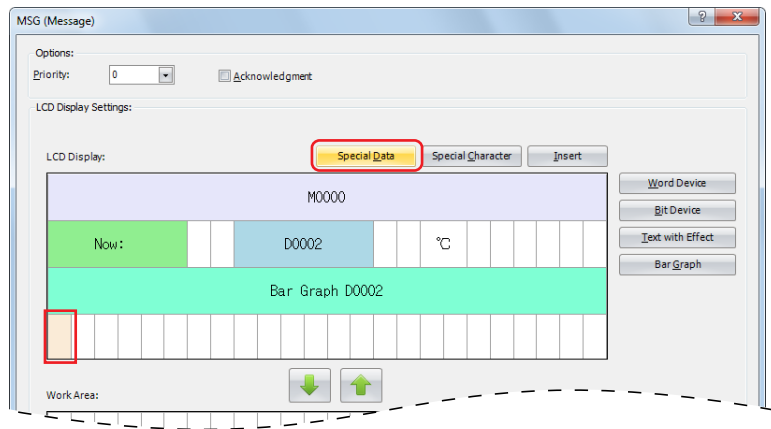 MSG (Message)
Options:
Priority: 0 Acknowledgment
LCD Display Settings:
LCD Display: Special Data Special Character Insert
M0000
Word Device
Bit Device
Now: D0002 ℃
Text with Effect
Bar Graph
Bar Graph D0002
Work Area: